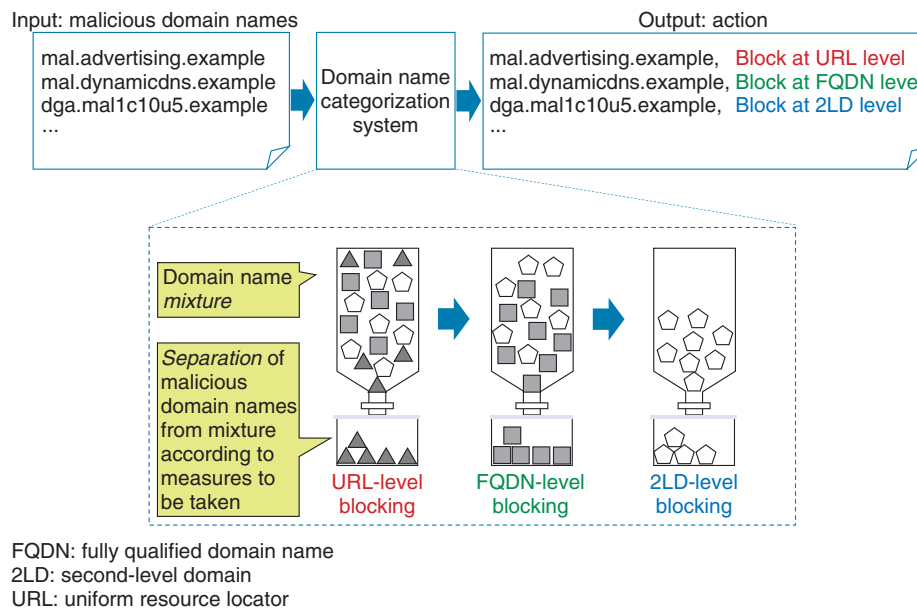 Input: malicious domain names
mal.advertising.example
mal.dynamicdns.example
dga.mal1c10u5.example
...
Domain name
categorization
system
Output: action
mal.advertising.example, Block at URL level
mal.dynamicdns.example, Block at FQDN level
dga.mal1c10u5.example, Block at 2LD level
...
Domain name
mixture
Separation of
malicious
domain names
from mixture
according to
measures to
be taken
URL-level
blocking
FQDN-level
blocking
2LD-level
blocking
FQDN: fully qualified domain name
2LD: second-level domain
URL: uniform resource locator